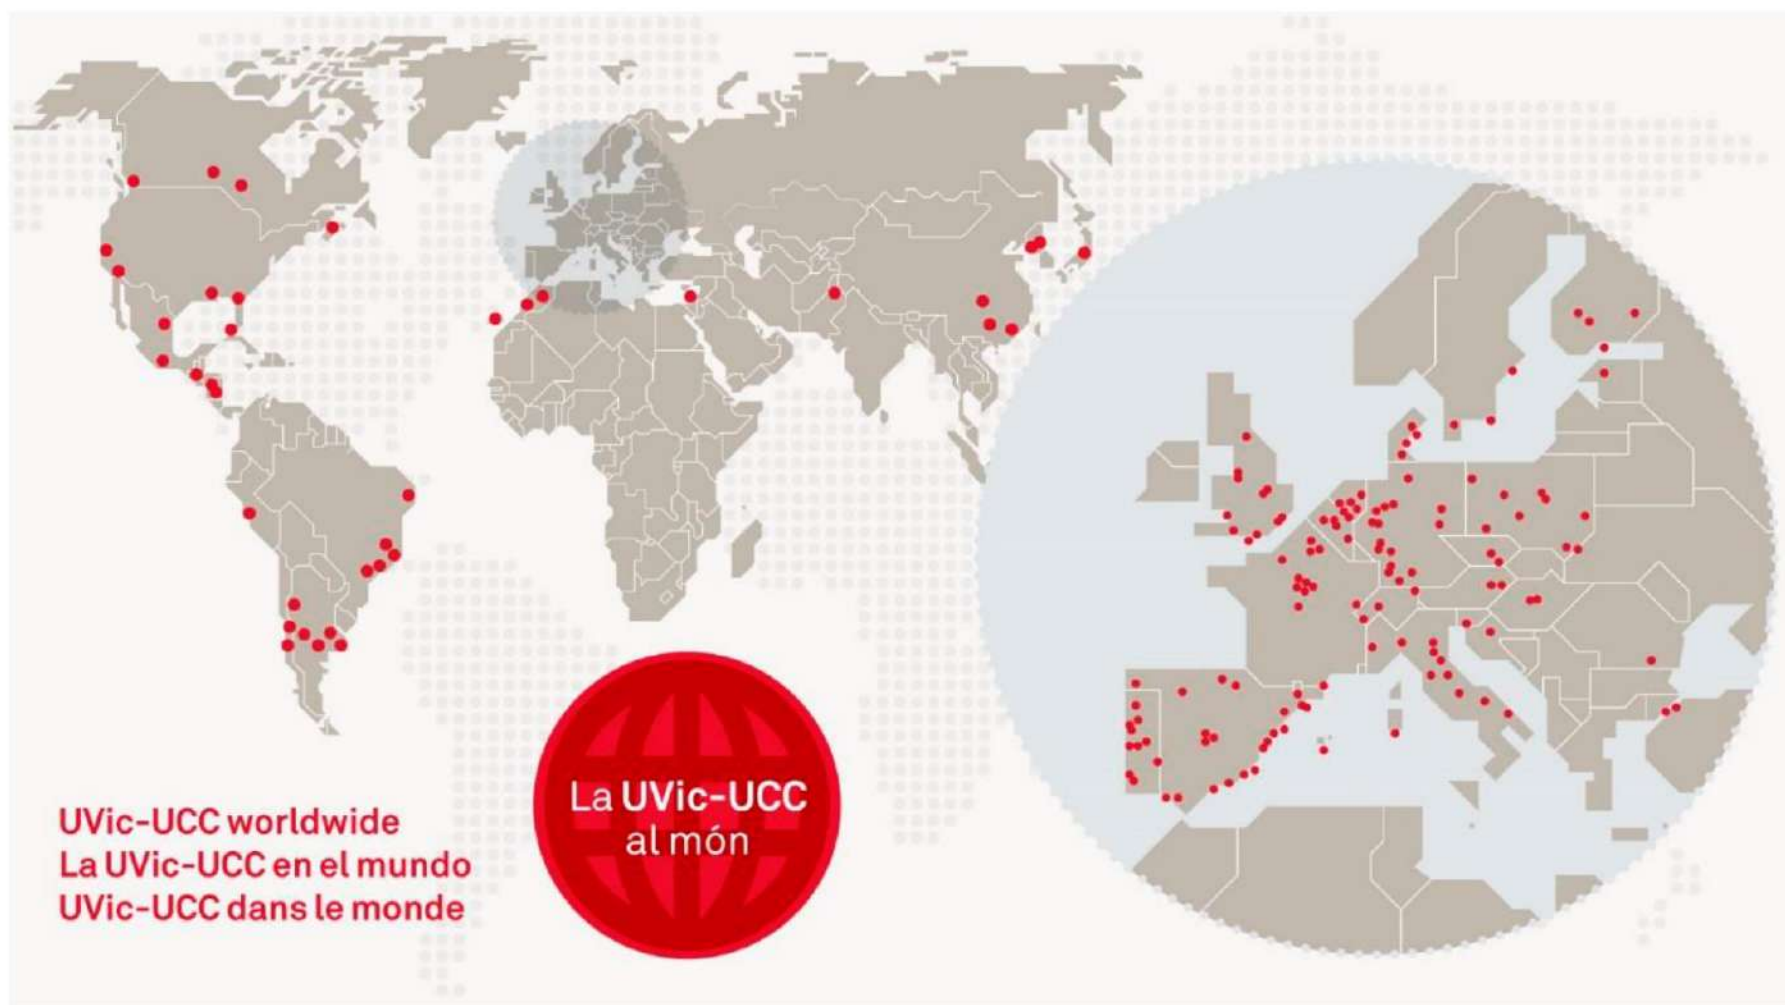 La UVic-UCC
al món
UVic-UCC worldwide
La UVic-UCC en el mundo
UVic-UCC dans le monde